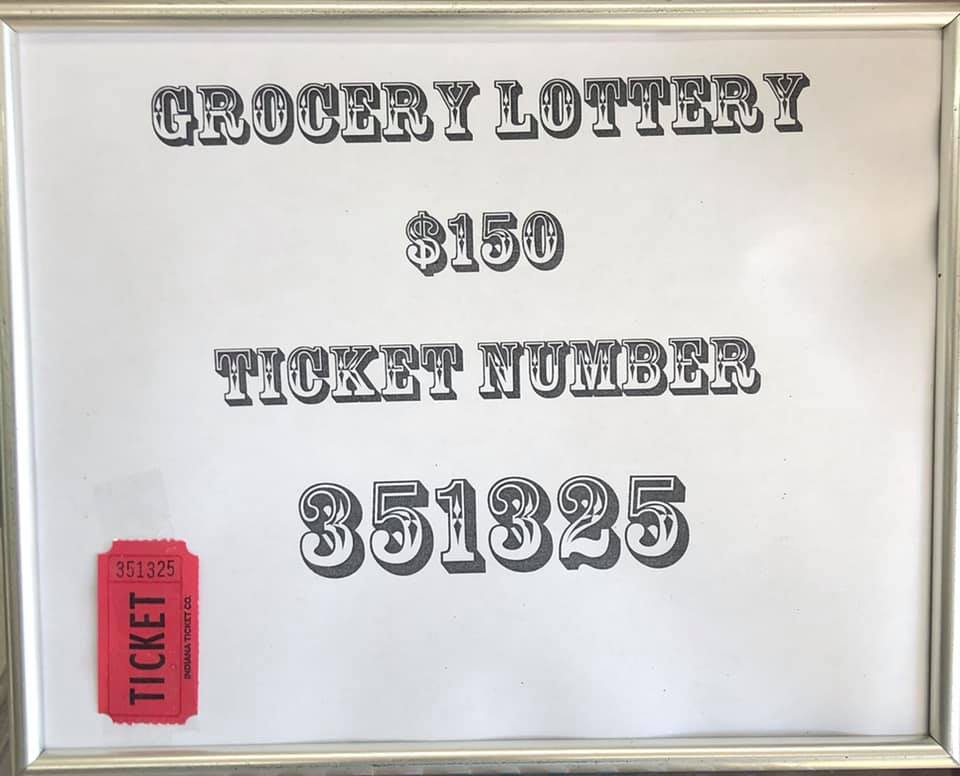 GROCERY LOTTERY
$150
TICKET NUMBER
351325
351325
TICKET
INDIANA TICKET CO.